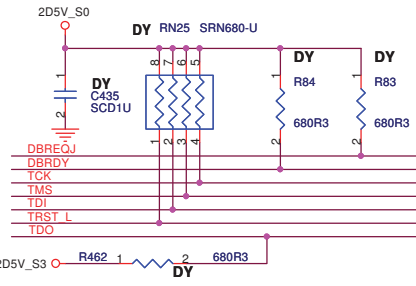 2D5V_S0
DY RN25 SRN680-U
8 7 6 5
1 DY
C435
SCD1U
2
1 2 3 4
1 DY
R84
680R3
2
1 DY
R83
680R3
2
DBREQJ
DBRDY
TCK
TMS
TDI
TRST_L
TDO
2D5V_S3 R462 1 2 680R3
DY